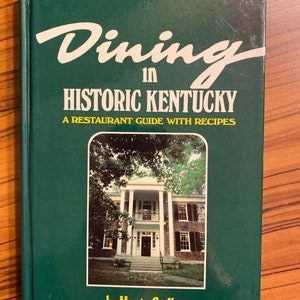 Dining
in
HISTORIC KENTUCKY
A RESTAURANT GUIDE WITH RECIPES